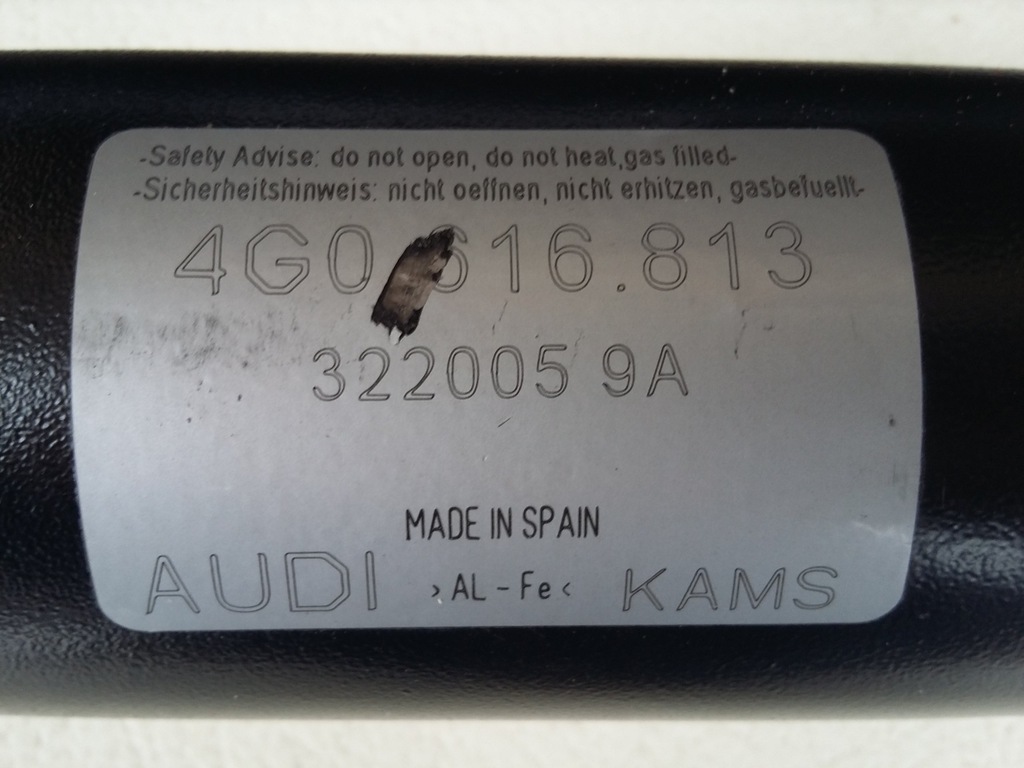 -Safety Advise: do not open, do not heat,gas filled-
-Sicherheitshinweis: nicht oeffnen, nicht erhitzen, gasbefuellt-
4G0 616.813
322005 9A
MADE IN SPAIN
AUDI >AL-Fe< KAMS